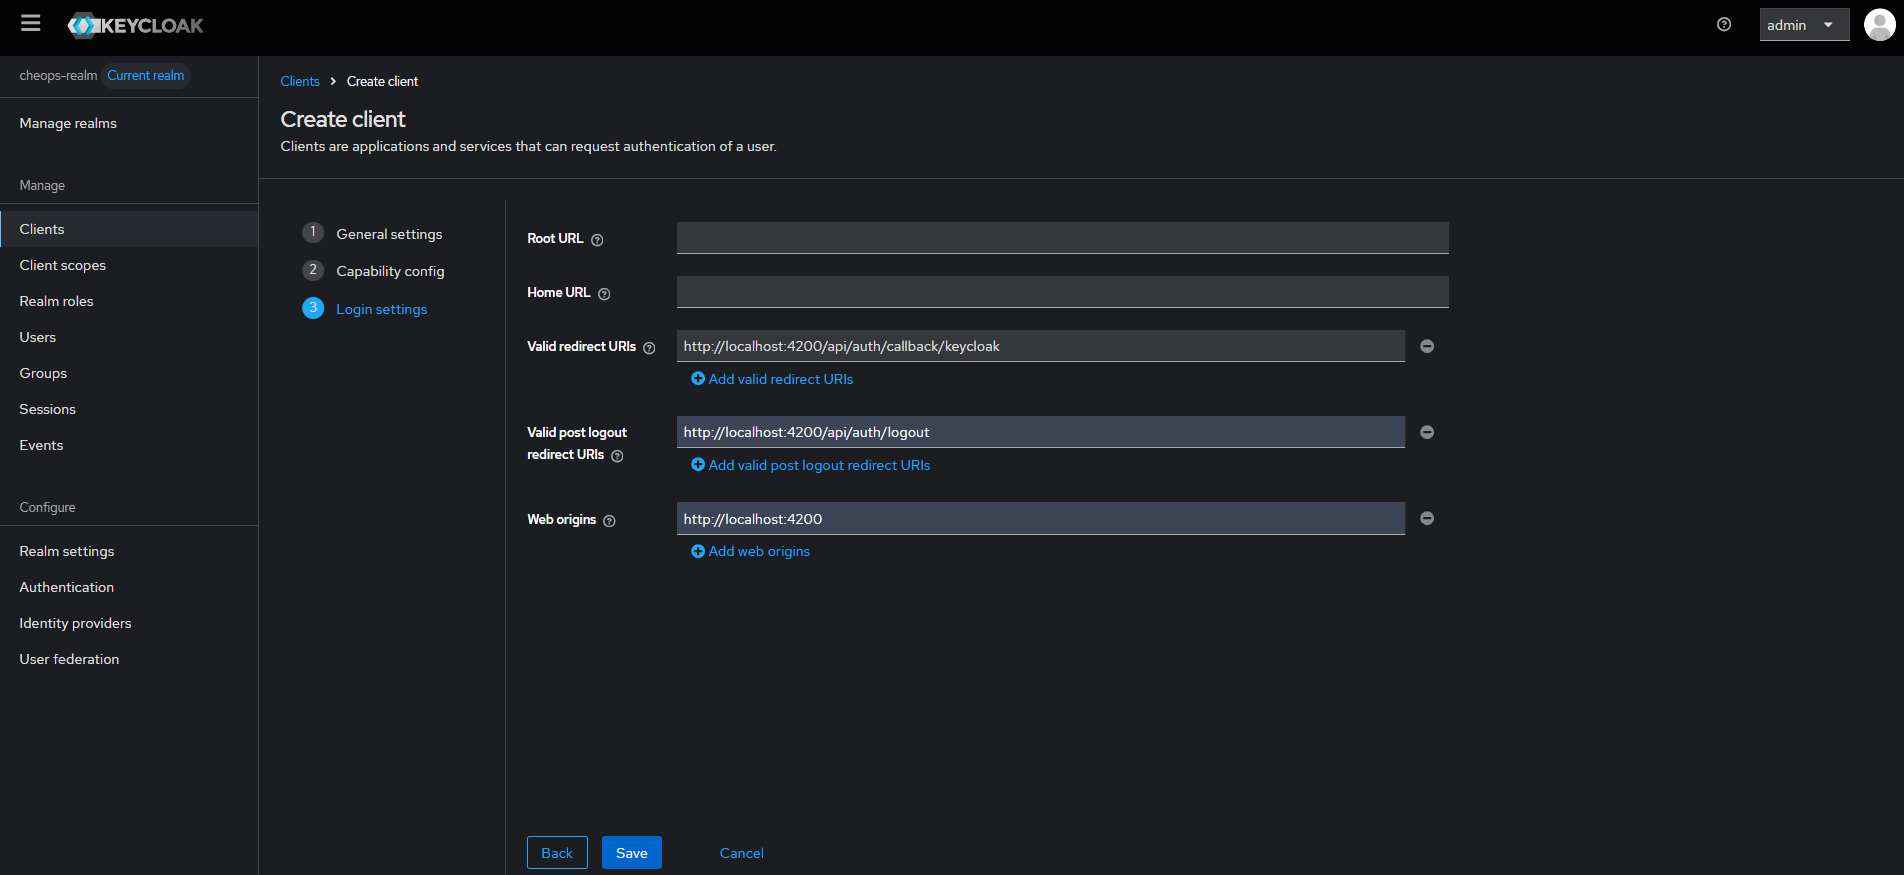 KEYCLOAK
admin
cheops-realm Current realm
Manage realms
Manage
Clients
Client scopes
Realm roles
Users
Groups
Sessions
Events
Configure
Realm settings
Authentication
Identity providers
User federation
Clients > Create client
Create client
Clients are applications and services that can request authentication of a user.
1 General settings
2 Capability config
3 Login settings
Root URL
Home URL
Valid redirect URIs
http://localhost:4200/api/auth/callback/keycloak
Add valid redirect URIs
Valid post logout
redirect URIs
http://localhost:4200/api/auth/logout
Add valid post logout redirect URIs
Web origins
http://localhost:4200
Add web origins
Back Save Cancel